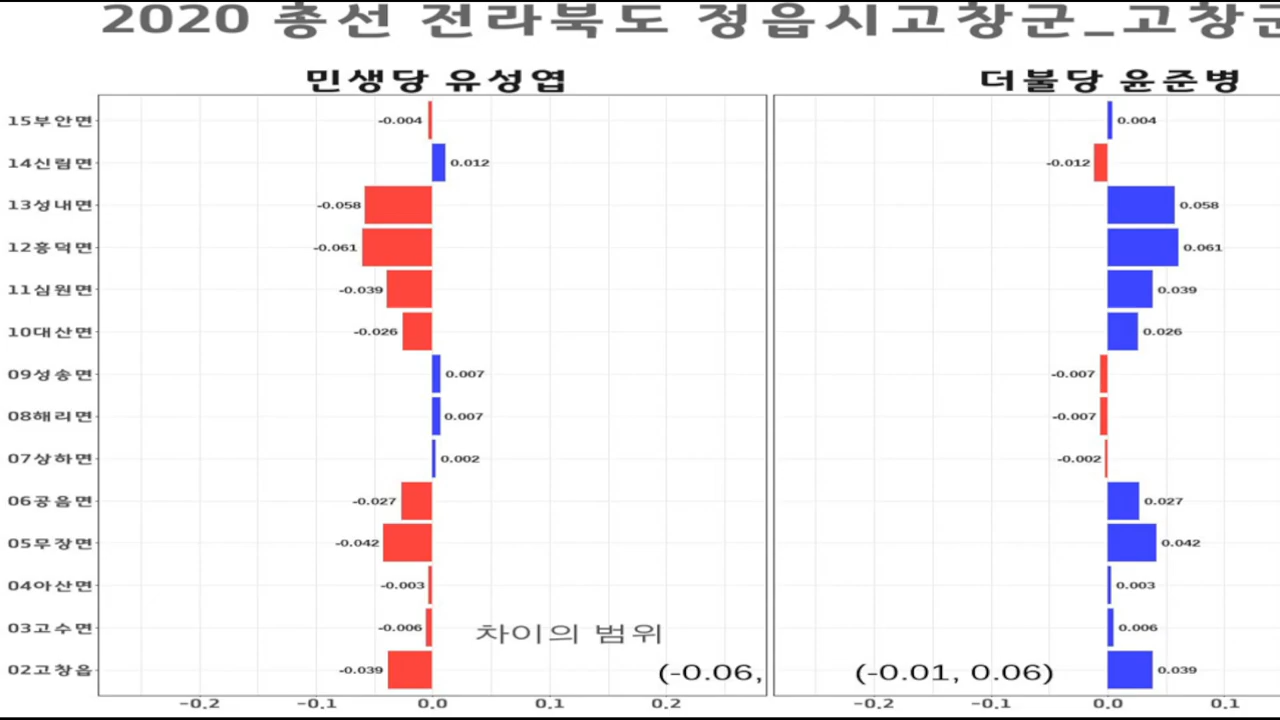 2020 총선 전라북도 정읍시고창군_고창군
민생당 유성엽
더불당 윤준병
15부안면 -0.004 0.004
14신림면 0.012 -0.012
13성내면 -0.058 0.058
12흥덕면 -0.061 0.061
11심원면 -0.039 0.039
10대산면 -0.026 0.026
09성송면 0.007 -0.007
08해리면 0.007 -0.007
07상하면 0.002 -0.002
06공음면 -0.027 0.027
05무장면 -0.042 0.042
04아산면 -0.003 0.003
03고수면 -0.006 차이의 범위 0.006
02고창읍 -0.039 (-0.06, (-0.01, 0.06) 0.039
-0.2 -0.1 0.0 0.1 0.2 -0.2 -0.1 0.0 0.1